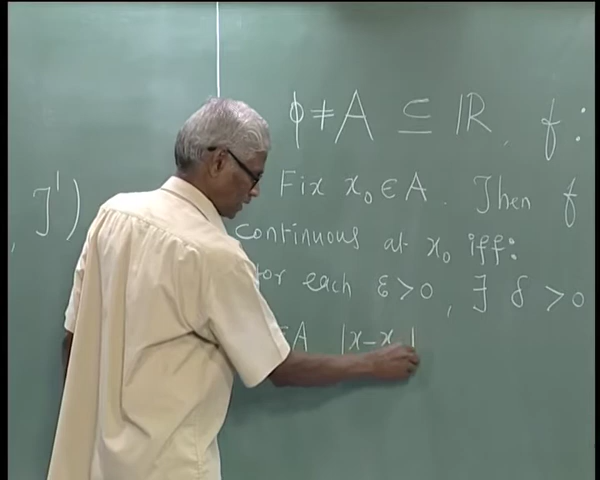 ϕ ≠ A ⊆ ℝ, f :
Fix x₀ ∈ A. Then f
, J')
continuous at x₀ iff:
for each ε > 0, ∃ δ > 0
∈ A |x - x |